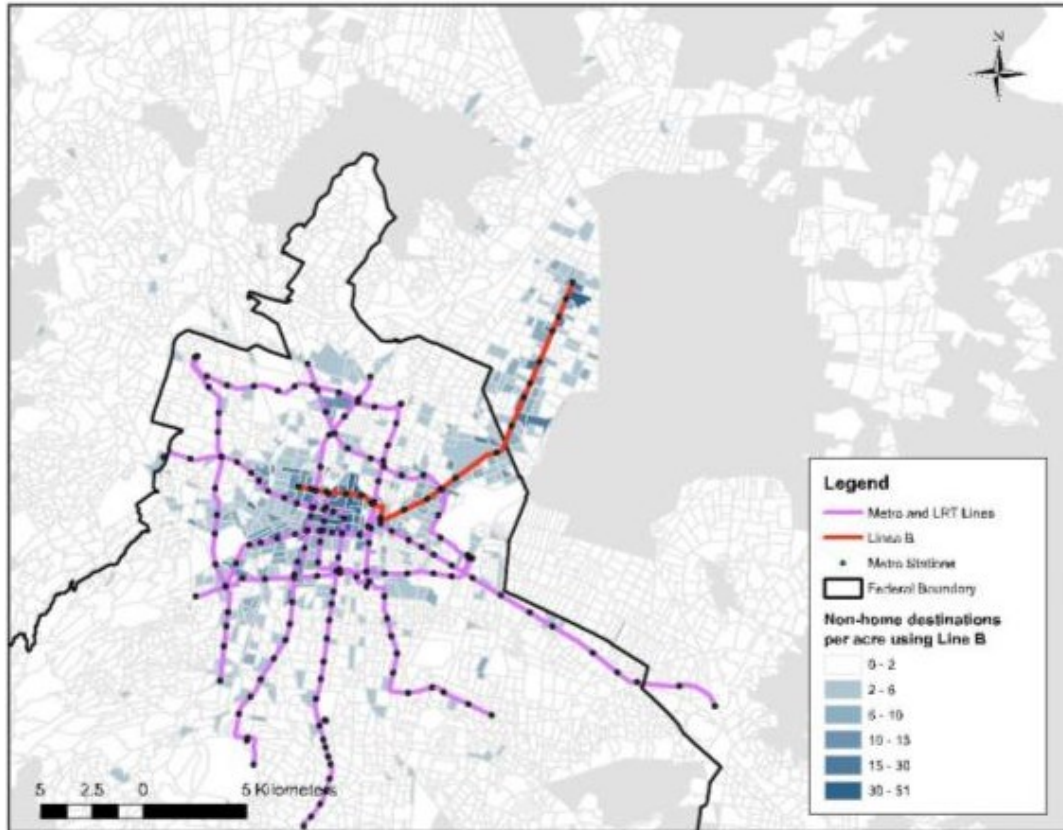 N
Legend
Metro and LRT Lines
Linea B
Metro Stations
Federal Boundary
Non-home destinations
per acre using Line B
0 - 2
2 - 6
6 - 10
10 - 15
15 - 30
30 - 51
5 2.5 0 5 Kilometers